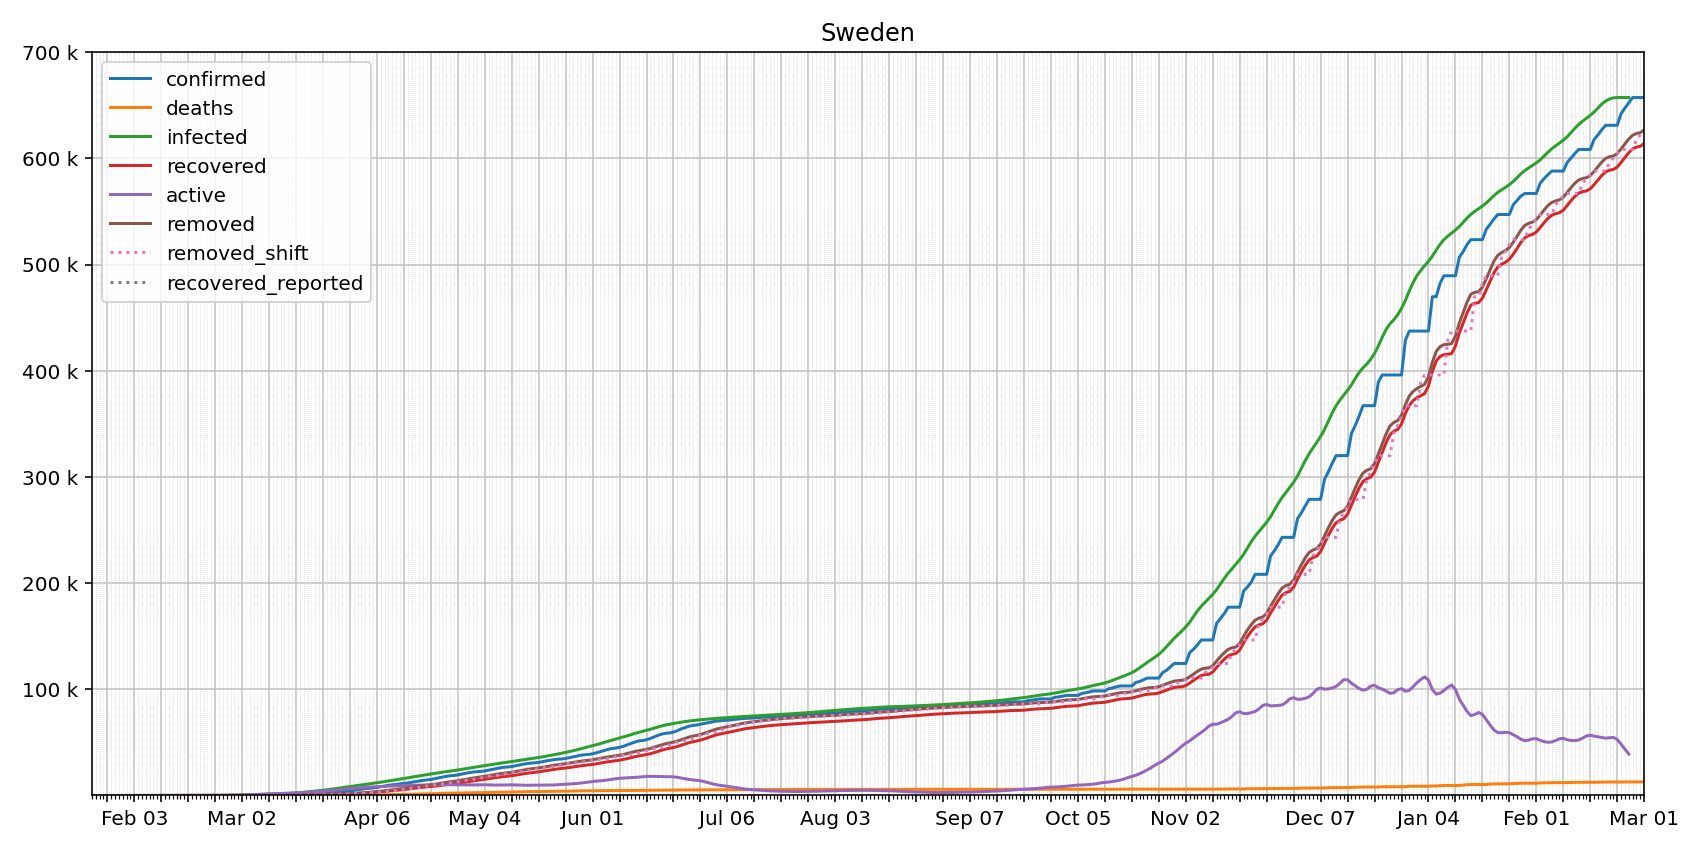 Sweden
700 k
600 k
500 k
400 k
300 k
200 k
100 k
confirmed
deaths
infected
recovered
active
removed
removed_shift
recovered_reported
Feb 03 Mar 02 Apr 06 May 04 Jun 01 Jul 06 Aug 03 Sep 07 Oct 05 Nov 02 Dec 07 Jan 04 Feb 01 Mar 01